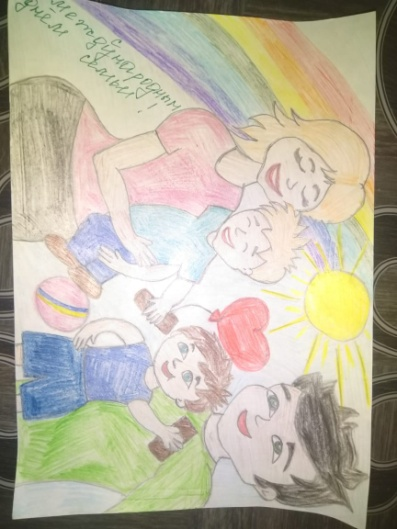 С
Международным
днём
семьи!